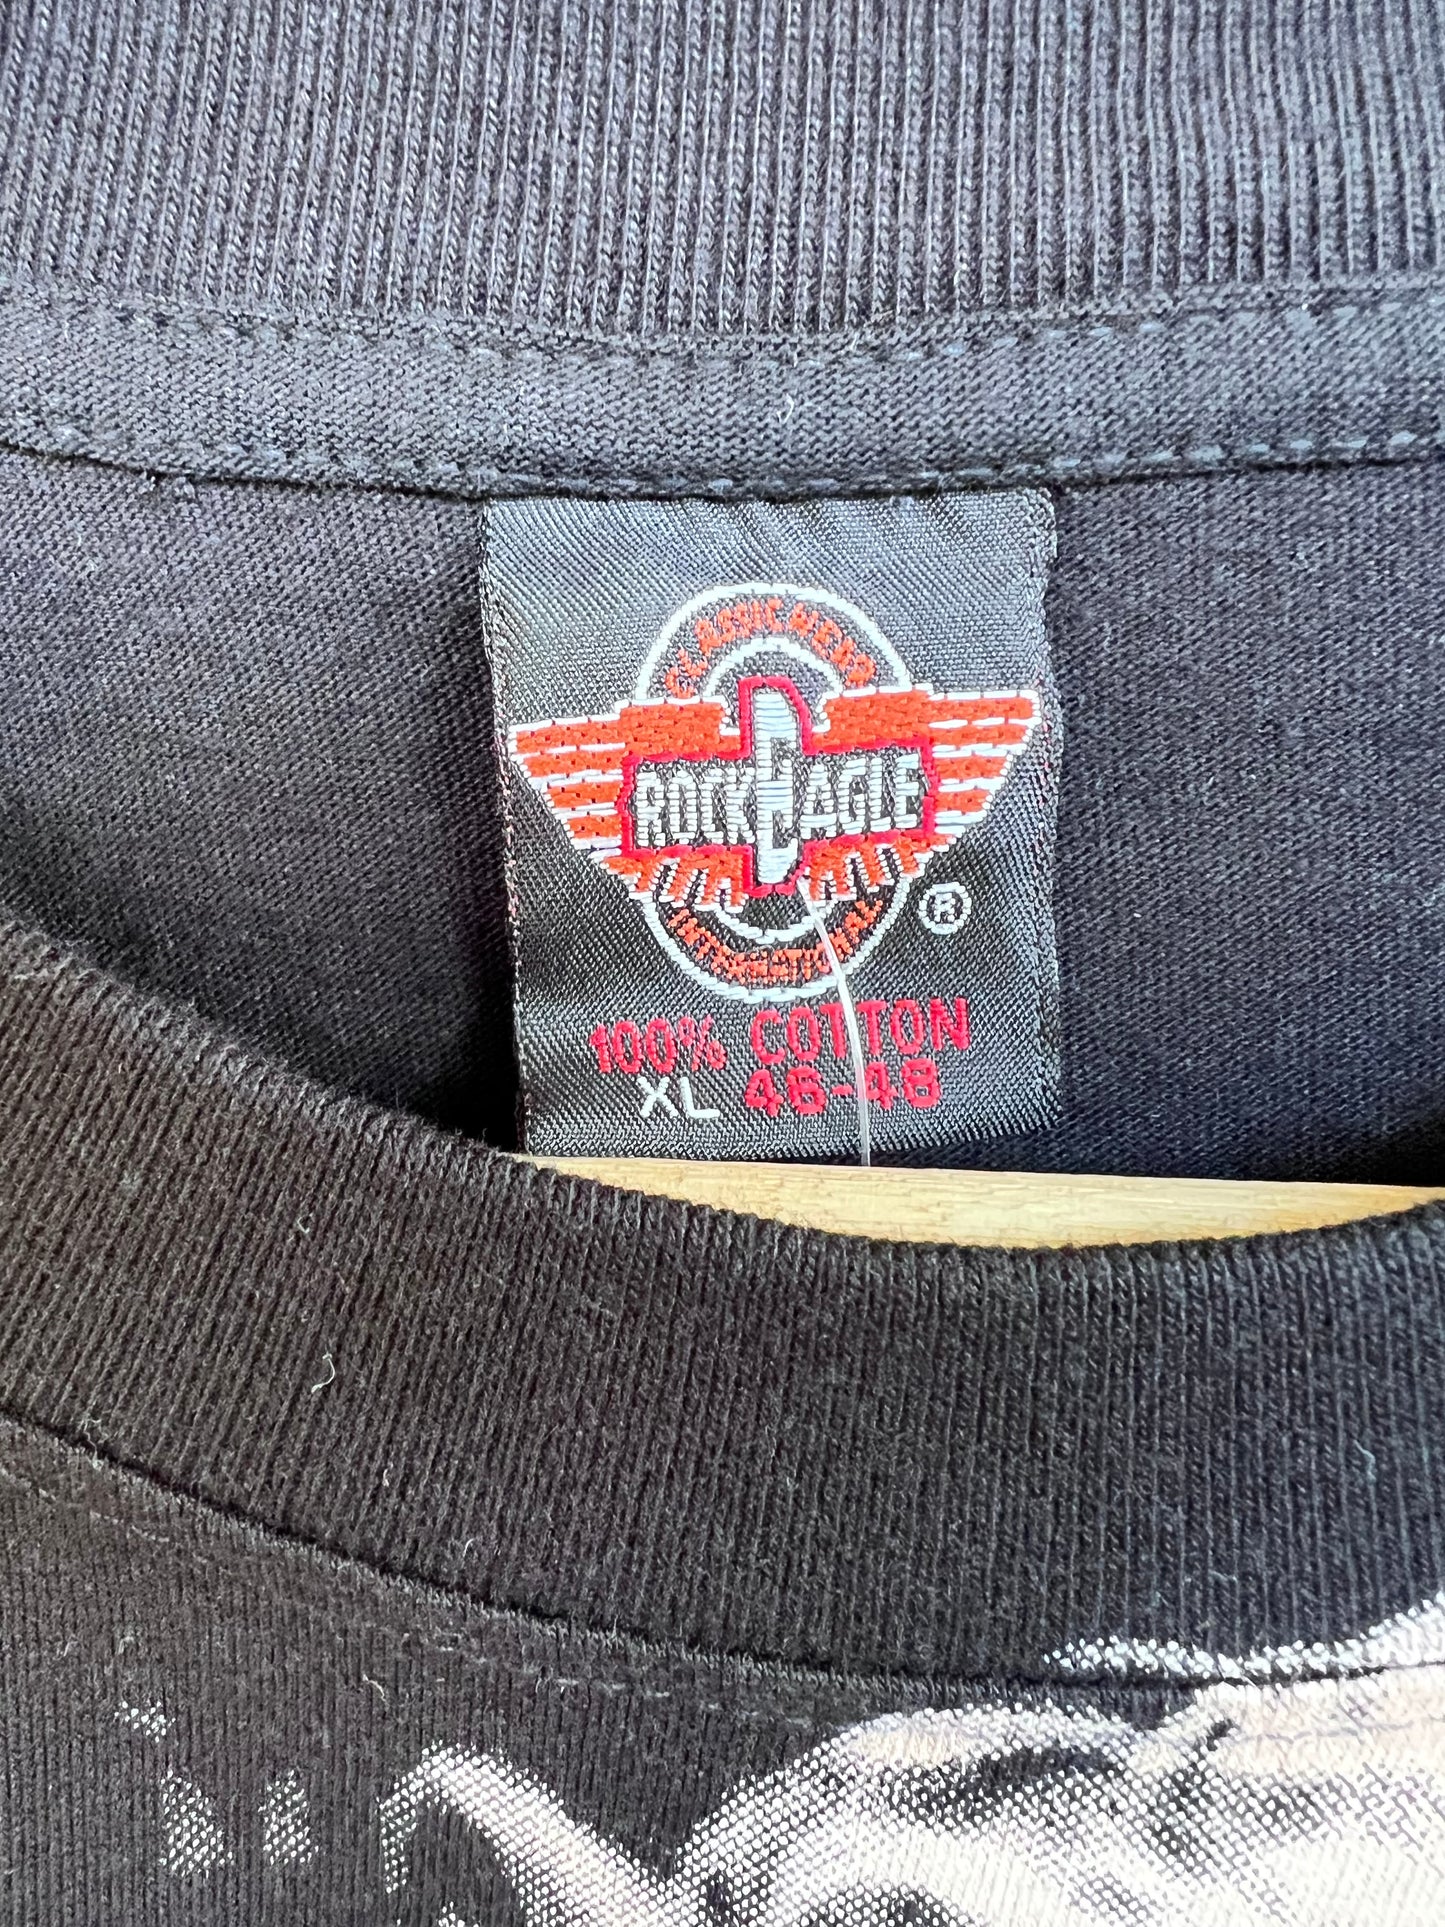 CLASSIC WEAR
ROCK EAGLE
®
INTERNATIONAL
100% COTTON
XL 46-48